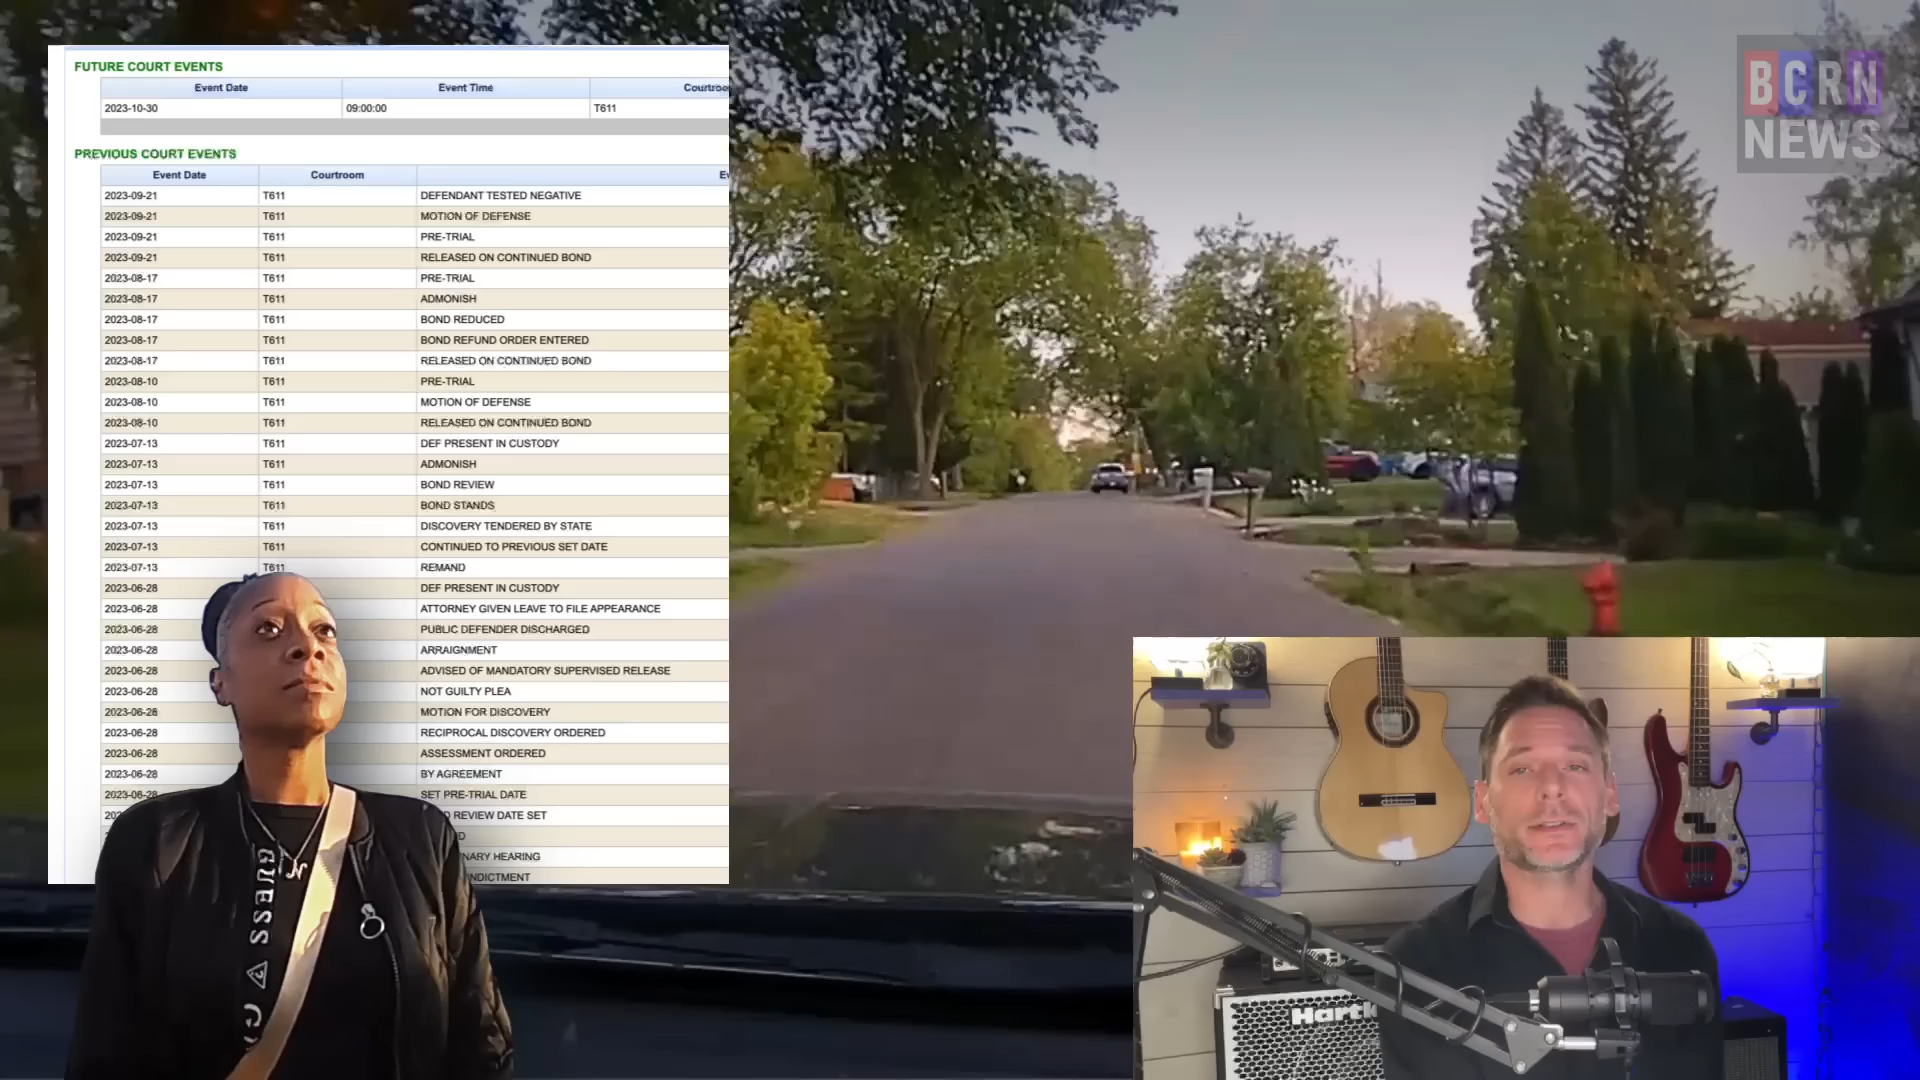 FUTURE COURT EVENTS
Event Date Event Time
2023-10-30 09:00:00 T611
PREVIOUS COURT EVENTS
Event Date Courtroom
2023-09-21 T611 DEFENDANT TESTED NEGATIVE
2023-09-21 T611 MOTION OF DEFENSE
2023-09-21 T611 PRE-TRIAL
2023-09-21 T611 RELEASED ON CONTINUED BOND
2023-08-17 T611 PRE-TRIAL
2023-08-17 T611 ADMONISH
2023-08-17 T611 BOND REDUCED
2023-08-17 T611 BOND REFUND ORDER ENTERED
2023-08-17 T611 RELEASED ON CONTINUED BOND
2023-08-10 T611 PRE-TRIAL
2023-08-10 T611 MOTION OF DEFENSE
2023-08-10 T611 RELEASED ON CONTINUED BOND
2023-07-13 T611 DEF PRESENT IN CUSTODY
2023-07-13 T611 ADMONISH
2023-07-13 T611 BOND REVIEW
2023-07-13 T611 BOND STANDS
2023-07-13 T611 DISCOVERY TENDERED BY STATE
2023-07-13 T611 CONTINUED TO PREVIOUS SET DATE
2023-07-13 T611 REMAND
2023-06-28 DEF PRESENT IN CUSTODY
2023-06-28 ATTORNEY GIVEN LEAVE TO FILE APPEARANCE
2023-06-28 PUBLIC DEFENDER DISCHARGED
2023-06-28 ARRAIGNMENT
2023-06-28 ADVISED OF MANDATORY SUPERVISED RELEASE
2023-06-28 NOT GUILTY PLEA
2023-06-28 MOTION FOR DISCOVERY
2023-06-28 RECIPROCAL DISCOVERY ORDERED
2023-06-28 ASSESSMENT ORDERED
2023-06-28 BY AGREEMENT
2023-06-28 SET PRE-TRIAL DATE
REVIEW DATE SET
HEARING
BCRN
NEWS
GUESS